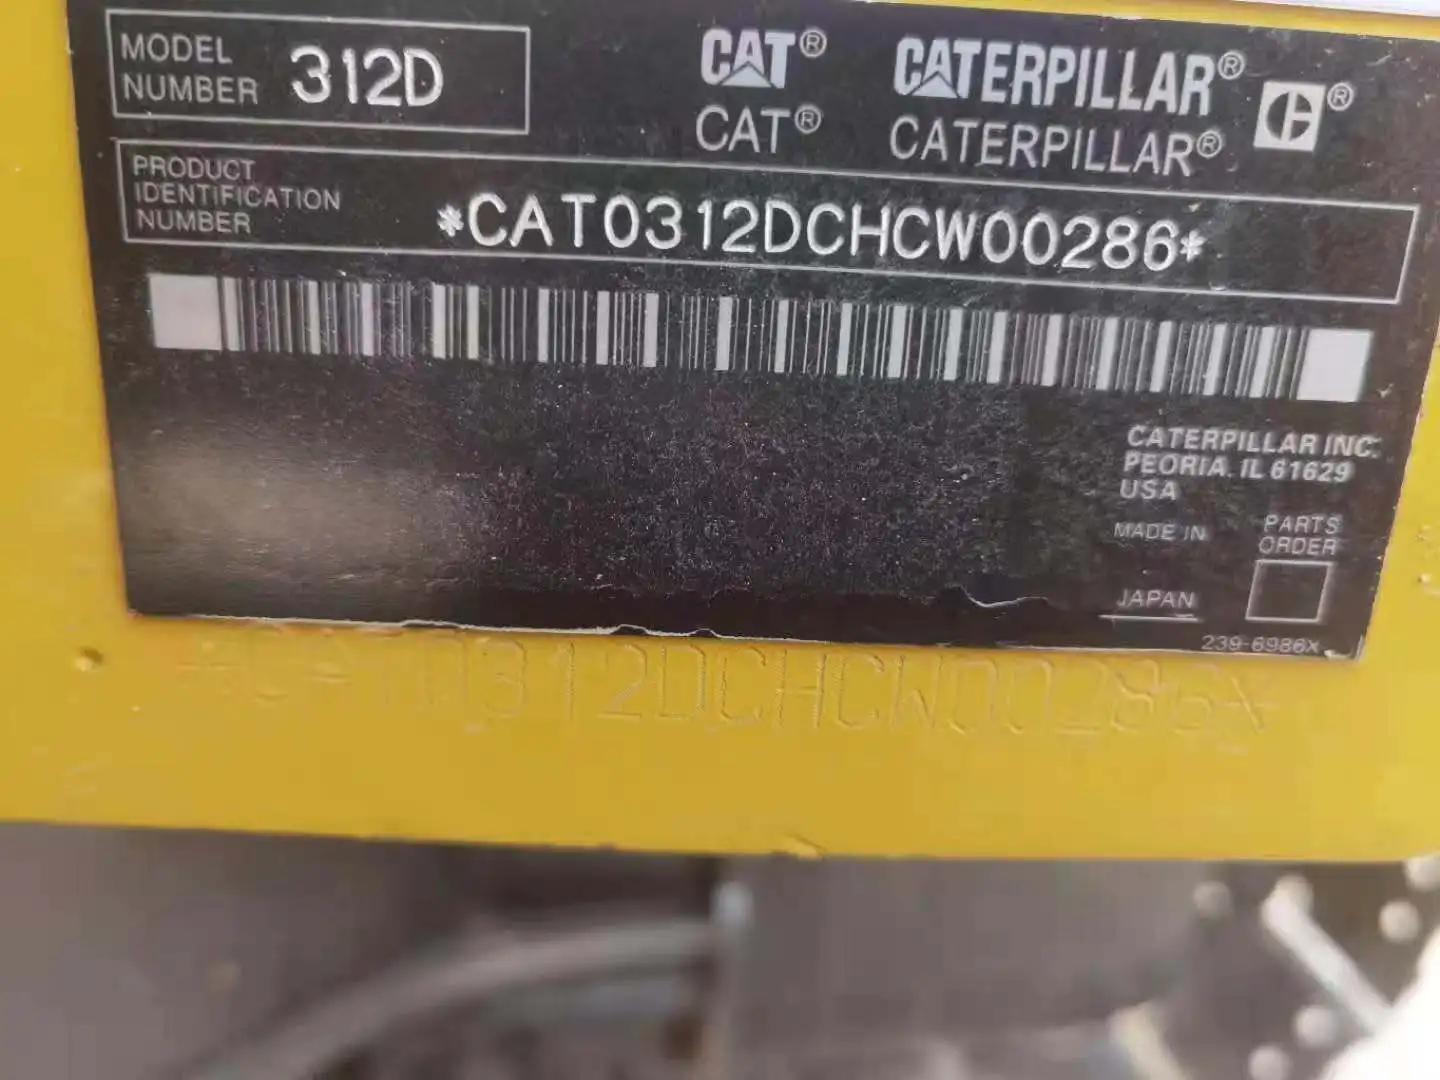 MODEL
NUMBER 312D
CAT® CATERPILLAR® ®
CAT® CATERPILLAR®
PRODUCT
IDENTIFICATION
NUMBER
*CAT0312DCHCW00286*
CATERPILLAR INC.
PEORIA. IL 61629
USA
MADE IN
JAPAN
PARTS
ORDER
239-6986X
*CAT0312DCHCW00286*